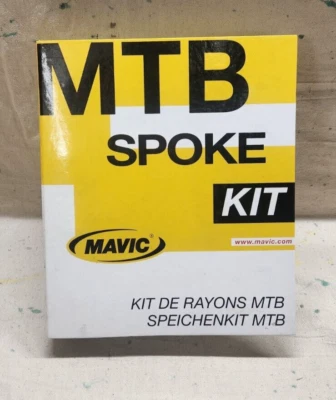 MTB
SPOKE
KIT
www.mavic.com
MAVIC
KIT DE RAYONS MTB
SPEICHENKIT MTB